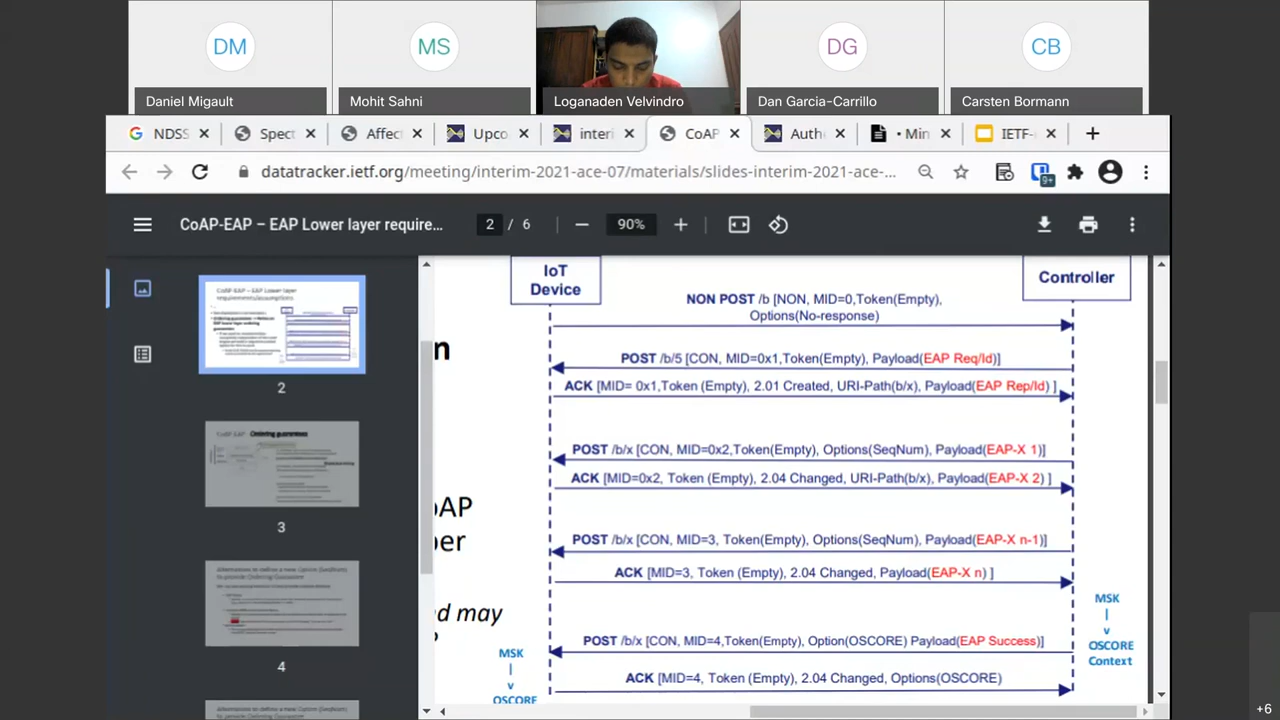 DM
MS
DG
CB
Daniel Migault
Mohit Sahni
Loganaden Velvindro
Dan Garcia-Carrillo
Carsten Bormann
NDSS
Spect
Affect
Upco
interi
CoAP
Auth
• Min
IETF-
datatracker.ietf.org/meeting/interim-2021-ace-07/materials/slides-interim-2021-ace-...
9+
CoAP-EAP – EAP Lower layer require...
2 / 6
90%
2
3
4
IoT
Device
Controller
NON POST /b [NON, MID=0,Token(Empty),
Options(No-response)
POST /b/5 [CON, MID=0x1,Token(Empty), Payload(EAP Req/Id)]
ACK [MID= 0x1,Token (Empty), 2.01 Created, URI-Path(b/x), Payload(EAP Rep/Id) ]
POST /b/x [CON, MID=0x2,Token(Empty), Options(SeqNum), Payload(EAP-X 1)]
ACK [MID=0x2, Token (Empty), 2.04 Changed, URI-Path(b/x), Payload(EAP-X 2) ]
POST /b/x [CON, MID=3, Token(Empty), Options(SeqNum), Payload(EAP-X n-1)]
ACK [MID=3, Token (Empty), 2.04 Changed, Payload(EAP-X n) ]
POST /b/x [CON, MID=4,Token(Empty), Option(OSCORE) Payload(EAP Success)]
ACK [MID=4, Token (Empty), 2.04 Changed, Options(OSCORE)
n
oAP
er
d may
?
MSK
|
v
OSCORE
MSK
|
v
OSCORE
Context
+6